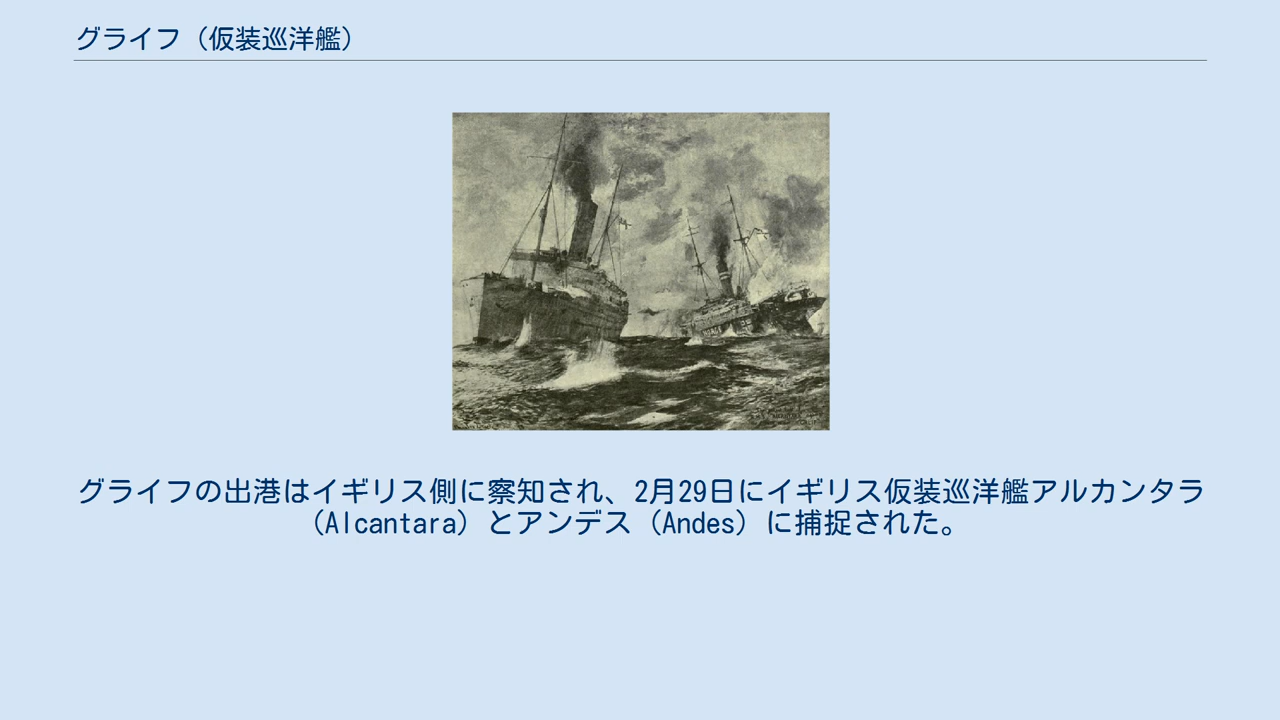 グライフ（仮装巡洋艦）
グライフの出港はイギリス側に察知され、2月29日にイギリス仮装巡洋艦アルカンタラ
（Alcantara）とアンデス（Andes）に捕捉された。